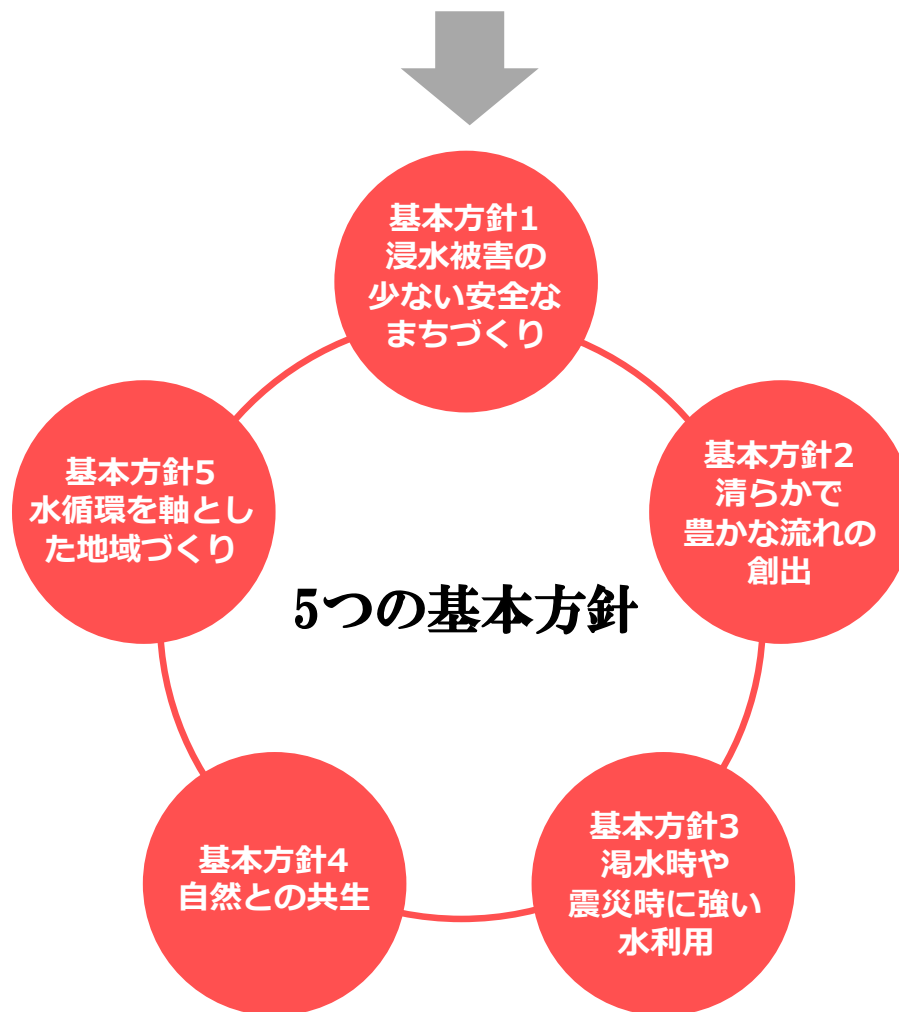 基本方針1
浸水被害の
少ない安全な
まちづくり
基本方針2
清らかで
豊かな流れの
創出
基本方針3
渇水時や
震災時に強い
水利用
基本方針4
自然との共生
基本方針5
水循環を軸とし
た地域づくり
5つの基本方針